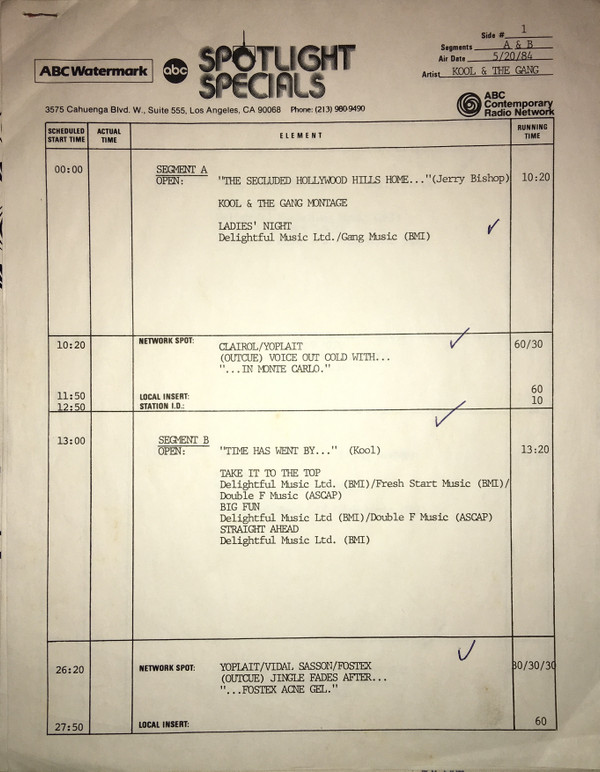 Side # 1
Segments A & B
Air Date 5/20/84
Artist KOOL & THE GANG
ABC Watermark abc SPOTLIGHT SPECIALS
3575 Cahuenga Blvd. W., Suite 555, Los Angeles, CA 90068 Phone: (213) 980-9490
ABC Contemporary Radio Network
SCHEDULED START TIME ACTUAL TIME ELEMENT RUNNING TIME
00:00 SEGMENT A
OPEN: "THE SECLUDED HOLLYWOOD HILLS HOME..."(Jerry Bishop) 10:20
KOOL & THE GANG MONTAGE
LADIES' NIGHT
Delightful Music Ltd./Gang Music (BMI)
10:20 NETWORK SPOT: CLAIROL/YOPLAIT 60/30
(OUTCUE) VOICE OUT COLD WITH...
"...IN MONTE CARLO."
11:50 LOCAL INSERT: 60
12:50 STATION I.D.: 10
13:00 SEGMENT B
OPEN: "TIME HAS WENT BY..." (Kool) 13:20
TAKE IT TO THE TOP
Delightful Music Ltd. (BMI)/Fresh Start Music (BMI)/
Double F Music (ASCAP)
BIG FUN
Delightful Music Ltd (BMI)/Double F Music (ASCAP)
STRAIGHT AHEAD
Delightful Music Ltd. (BMI)
26:20 NETWORK SPOT: YOPLAIT/VIDAL SASSON/FOSTEX 30/30/30
(OUTCUE) JINGLE FADES AFTER...
"...FOSTEX ACNE GEL."
27:50 LOCAL INSERT: 60